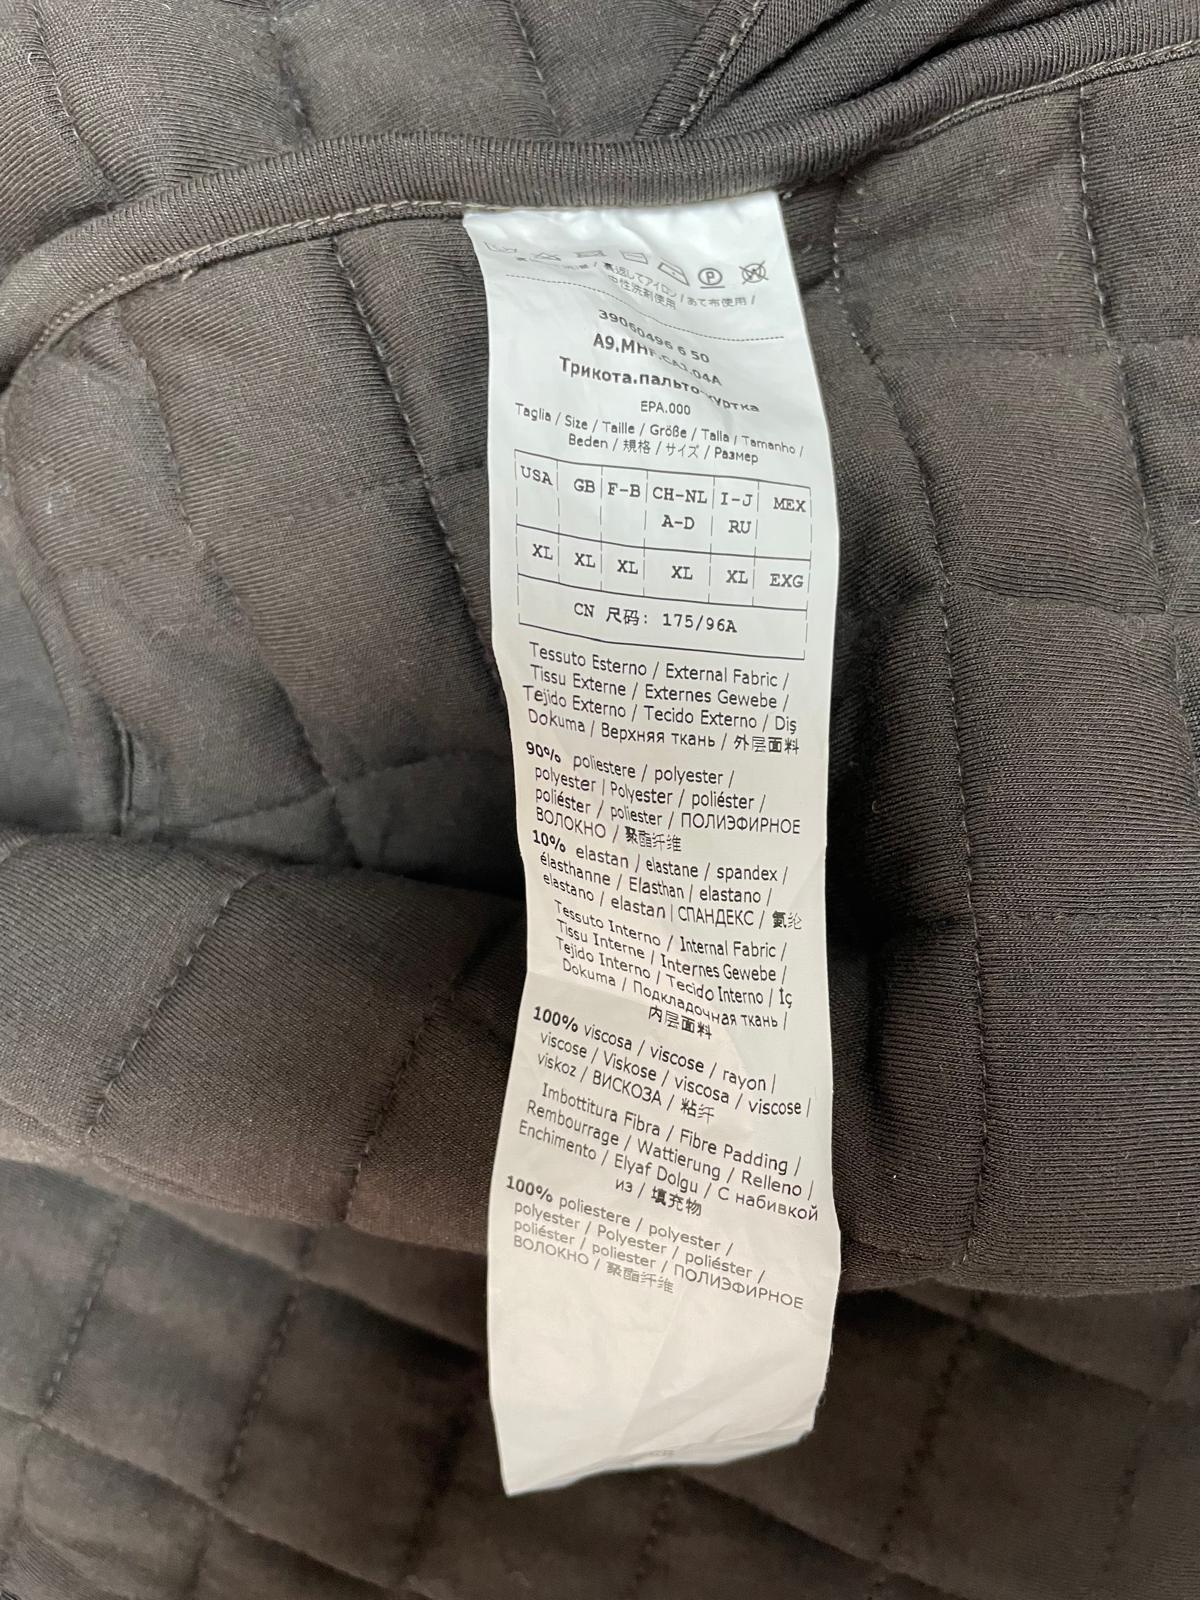 裏返してアイロン / あて布使用 /
中性洗剤使用
39060496 6 50
A9.MHF.CAJ.04A
Трикота.пальто-куртка
EPA.000
Taglia / Size / Taille / Größe / Talla / Tamanho /
Beden / 規格 / サイズ / Размер
USA GB F-B CH-NL I-J MEX
A-D RU
XL XL XL XL XL EXG
CN 尺码: 175/96A
Tessuto Esterno / External Fabric /
Tissu Externe / Externes Gewebe /
Tejido Externo / Tecido Externo / Diş
Dokuma / Верхняя ткань / 外层面料
90% poliestere / polyester /
polyester | Polyester / poliéster /
poliéster / poliester / ПОЛИЭФИРНОЕ
ВОЛОКНО / 聚酯纤维
10% elastan / elastane / spandex /
élasthanne / Elasthan | elastano /
elastano / elastan | СПАНДЕКС / 氨纶
Tessuto Interno / Internal Fabric /
Tissu Interne / Internes Gewebe /
Tejido Interno / Tecido Interno / İç
Dokuma / Подкладочная ткань |
内层面料
100% viscosa / viscose / rayon |
viscose / Viskose / viscosa / viscose |
viskoz / ВИСКОЗА / 粘纤
Imbottitura Fibra / Fibre Padding /
Rembourrage / Wattierung / Relleno /
Enchimento / Elyaf Dolgu / С набивкой
из / 填充物
100% poliestere / polyester /
polyester / Polyester / poliéster /
poliéster / poliester / ПОЛИЭФИРНОЕ
ВОЛОКНО / 聚酯纤维